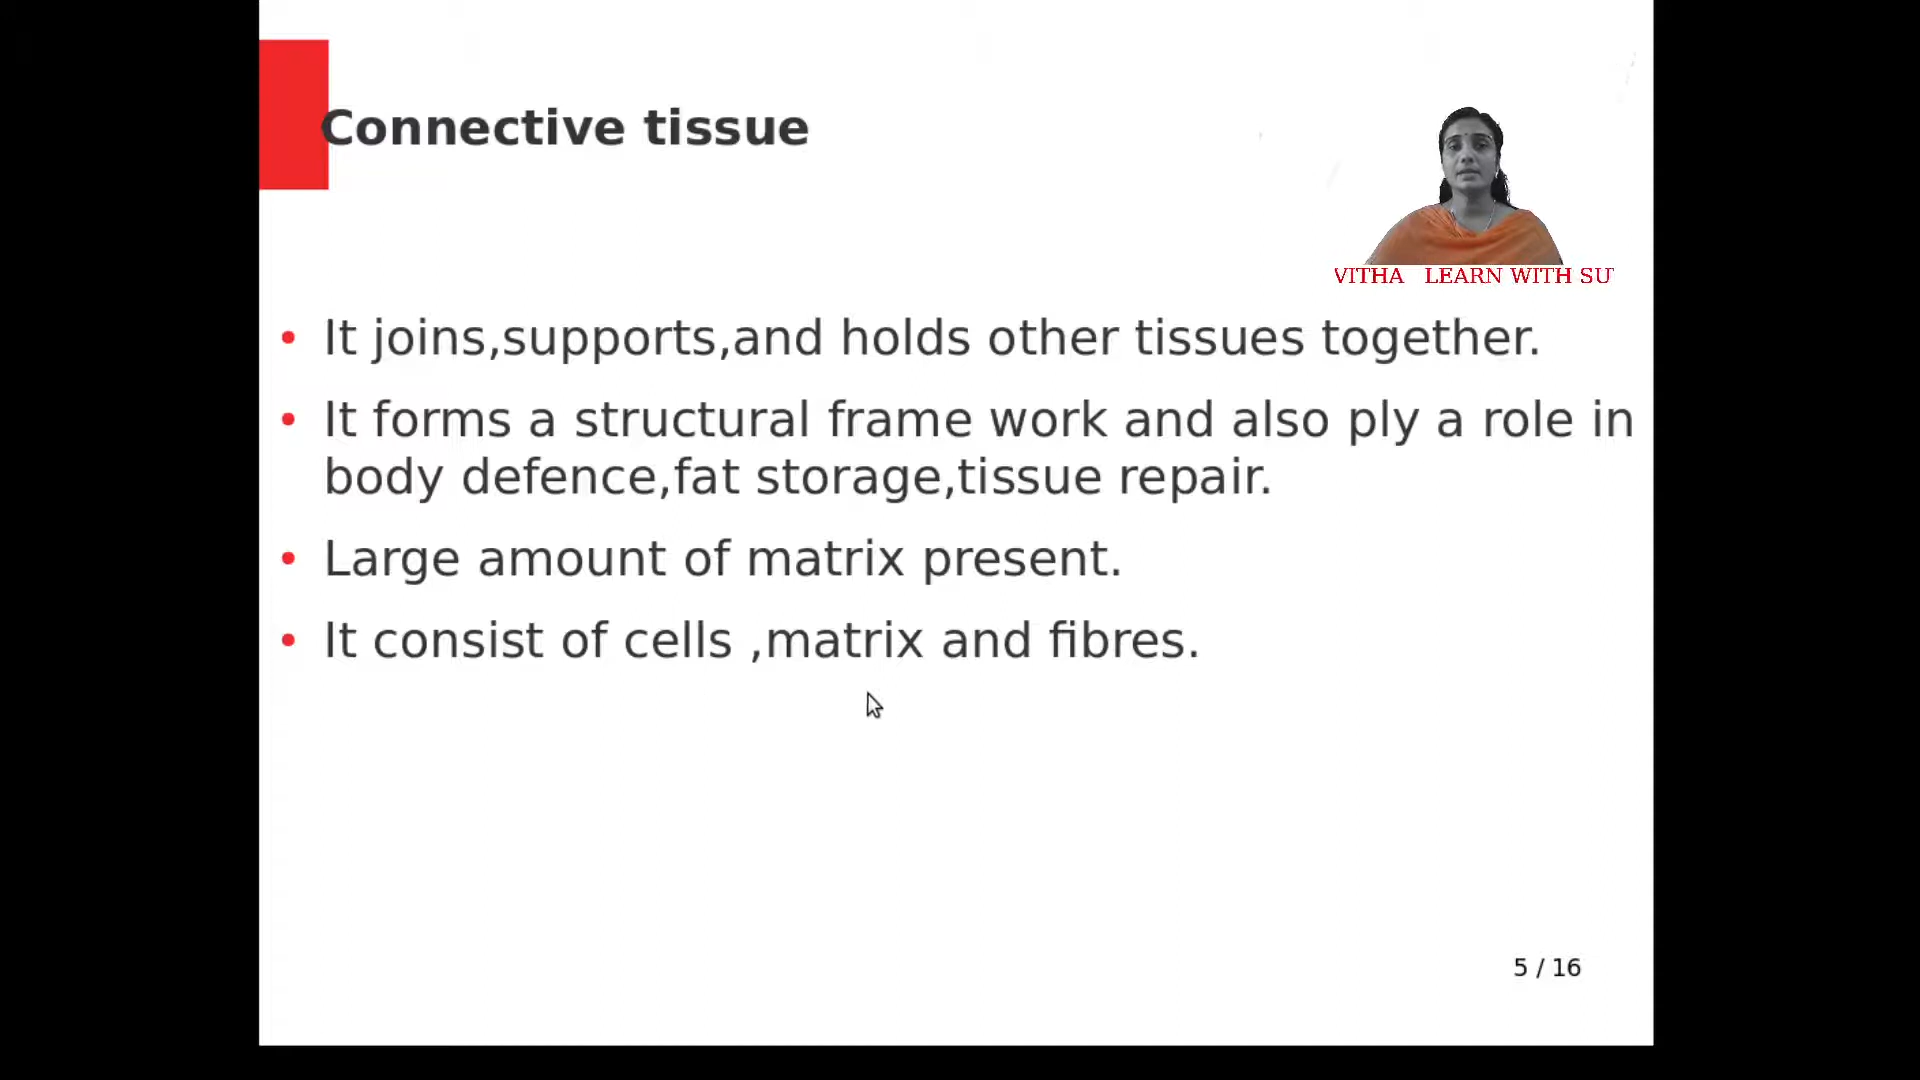 Connective tissue
VITHA LEARN WITH SU
• It joins,supports,and holds other tissues together.
• It forms a structural frame work and also ply a role in
body defence,fat storage,tissue repair.
• Large amount of matrix present.
• It consist of cells ,matrix and fibres.
5 / 16